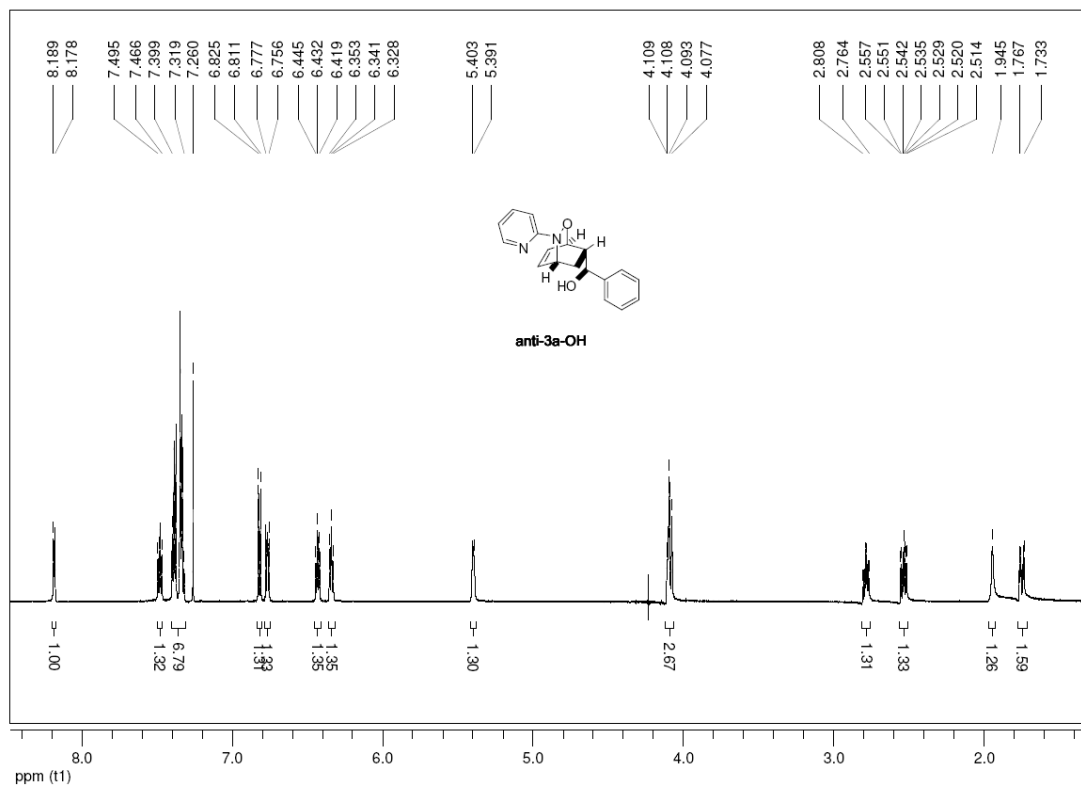 8.189 8.178 7.495 7.466 7.399 7.319 7.260 6.825 6.811 6.777 6.756 6.445 6.432 6.419 6.353 6.341 6.328 5.403 5.391 4.109 4.108 4.093 4.077 2.808 2.764 2.557 2.551 2.542 2.535 2.529 2.520 2.514 1.945 1.767 1.733
O
N H H
N
H
HO
anti-3a-OH
1.00 1.32 6.79 1.31 1.33 1.35 1.35 1.30 2.67 1.31 1.33 1.26 1.59
8.0 7.0 6.0 5.0 4.0 3.0 2.0
ppm (t1)